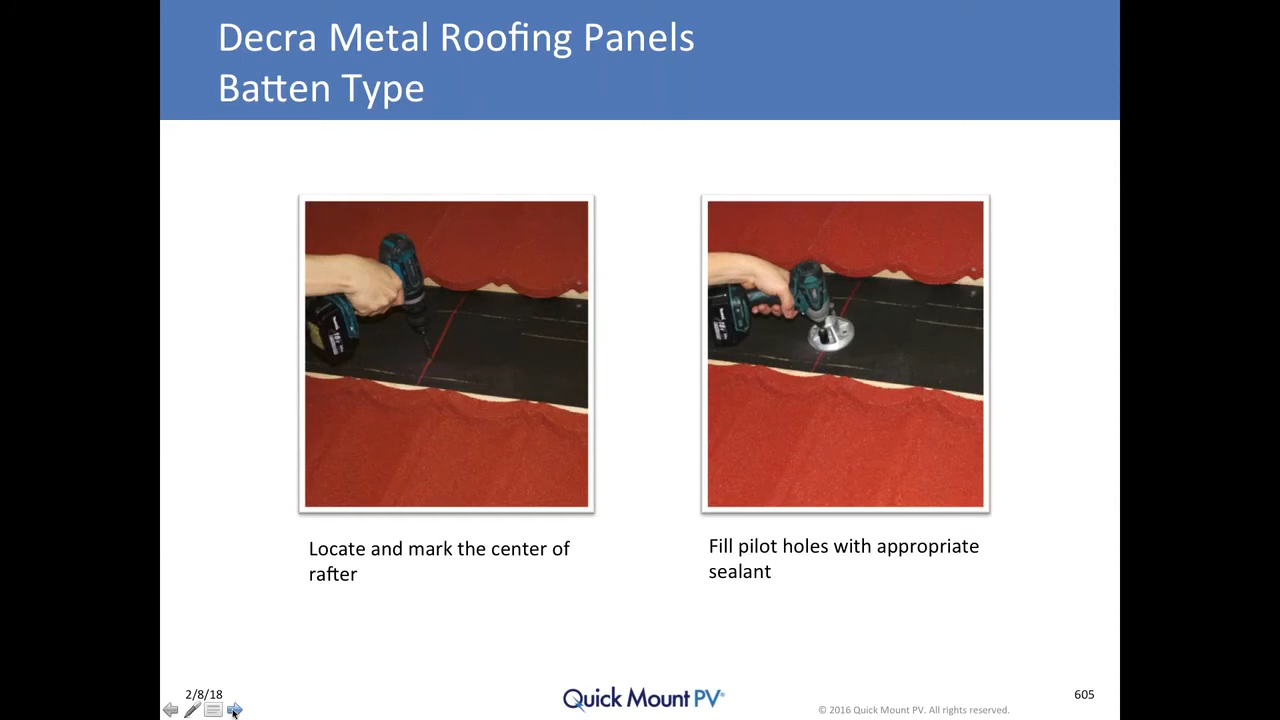 Decra Metal Roofing Panels
Batten Type
Locate and mark the center of
rafter
Fill pilot holes with appropriate
sealant
2/8/18
Quick Mount PV®
605
© 2016 Quick Mount PV. All rights reserved.